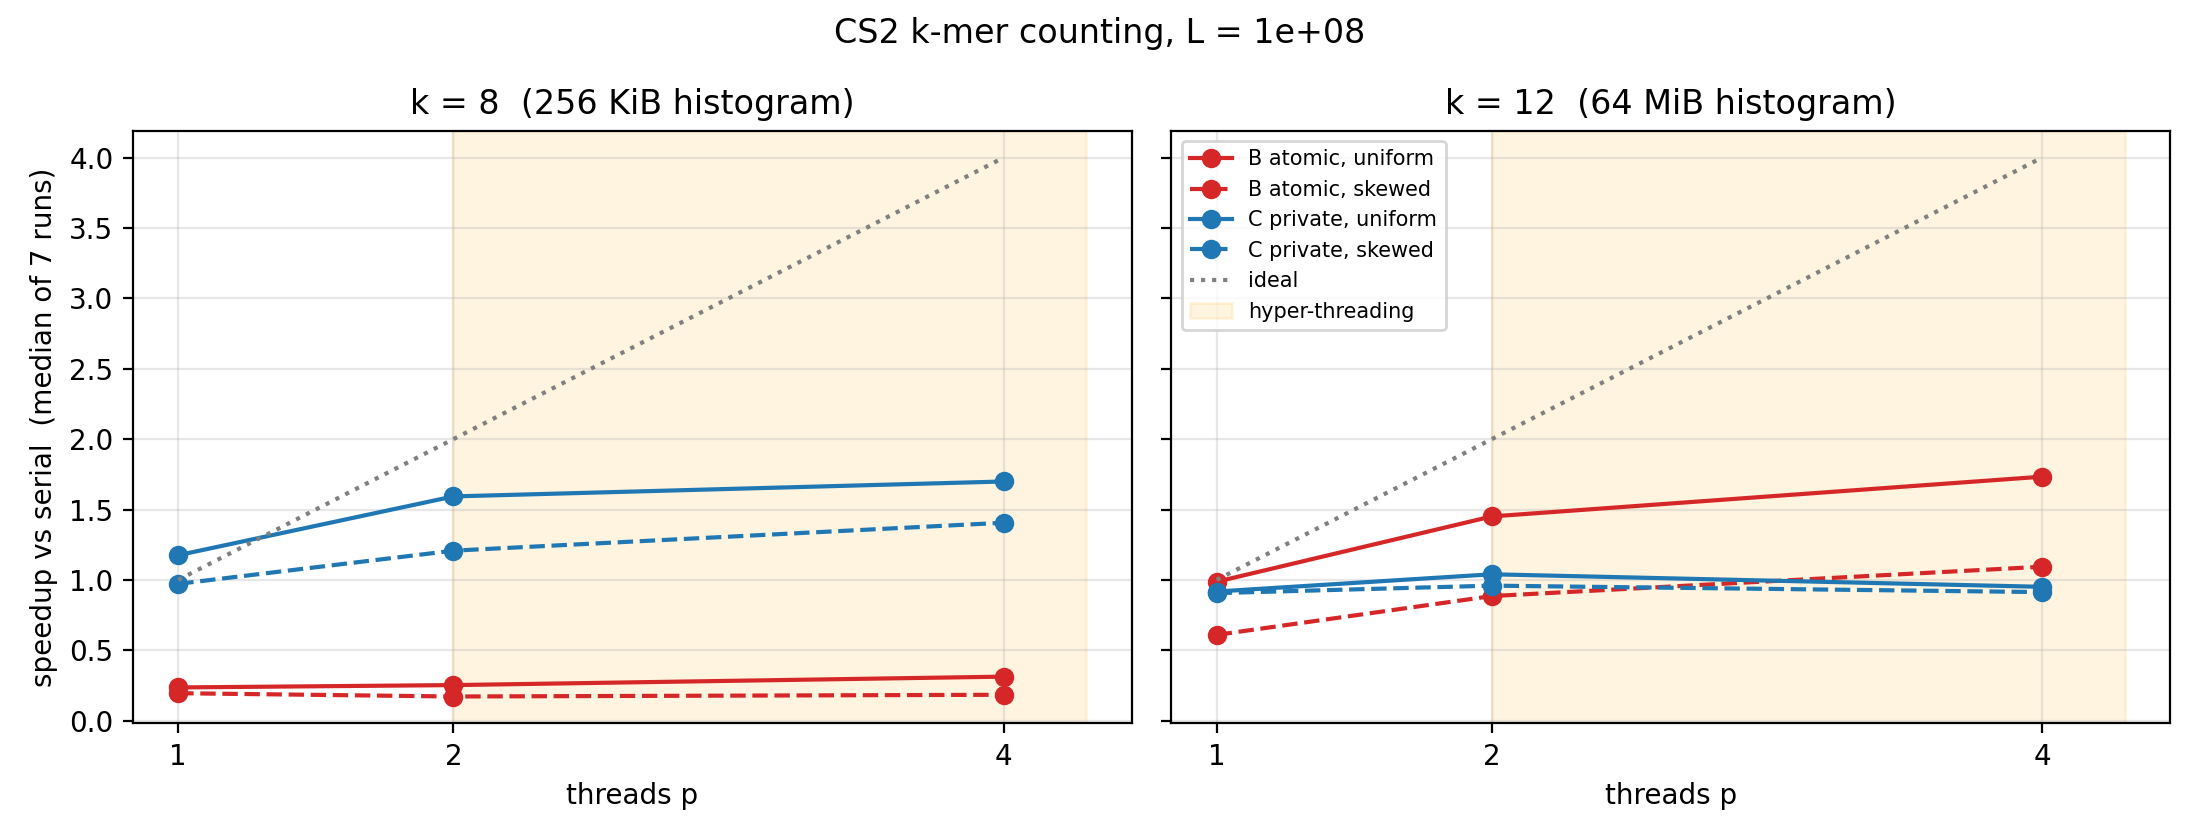 CS2 k-mer counting, L = 1e+08
k = 8  (256 KiB histogram)
speedup vs serial  (median of 7 runs)
4.0
3.5
3.0
2.5
2.0
1.5
1.0
0.5
0.0
1
2
4
threads p
k = 12  (64 MiB histogram)
B atomic, uniform
B atomic, skewed
C private, uniform
C private, skewed
ideal
hyper-threading
1
2
4
threads p